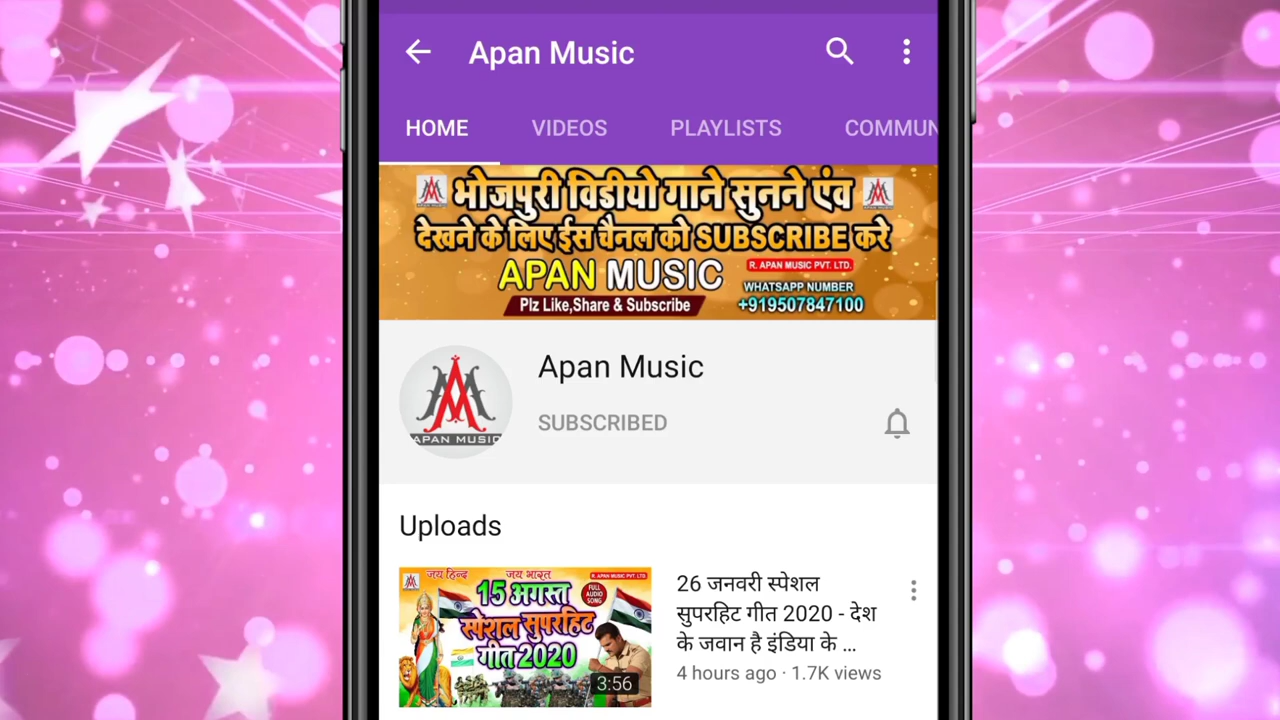 Apan Music
HOME VIDEOS PLAYLISTS COMMUN
भोजपुरी विडीयो गाने सुनने एंव
देखने के लिए ईस चैनल को SUBSCRIBE करे
APAN MUSIC
R. APAN MUSIC PVT. LTD.
WHATSAPP NUMBER
+919507847100
Plz Like,Share & Subscribe
Apan Music
SUBSCRIBED
APAN MUSIC
Uploads
जय हिन्द जय भारत
R. APAN MUSIC PVT. LTD
15 अगस्त
FULL
AUDIO
SONG
स्पेशल सुपरहिट
गीत 2020
3:56
26 जनवरी स्पेशल
सुपरहिट गीत 2020 - देश
के जवान है इंडिया के ...
4 hours ago · 1.7K views